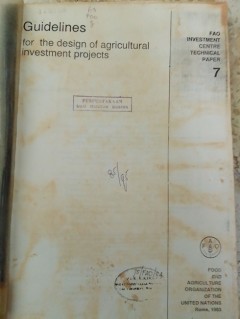 Guidelines
for the design of agricultural
investment projects
FAO
INVESTMENT
CENTRE
TECHNICAL
PAPER
7
FOOD
AND
AGRICULTURE
ORGANIZATION
OF THE
UNITED NATIONS
Rome,